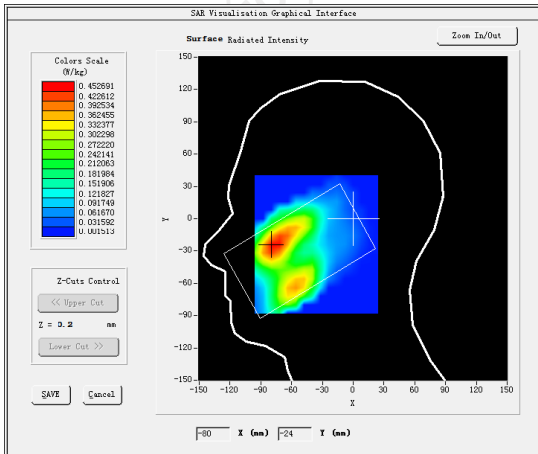 SAR Visualisation Graphical Interface
Surface Radiated Intensity
Zoom In/Out
Colors Scale
(W/kg)
0.452691
0.422612
0.392534
0.362455
0.332377
0.302298
0.272220
0.242141
0.212063
0.181984
0.151906
0.121827
0.091749
0.061670
0.031592
0.001513
Z-Cuts Control
<< Upper Cut
Z = 0.2 mm
Lower Cut >>
SAVE
Cancel
150
120
90
60
30
0
-30
-60
-90
-120
-150
Y
-150 -120 -90 -60 -30 0 30 60 90 120 150
X
-80 X (mm) -24 Y (mm)